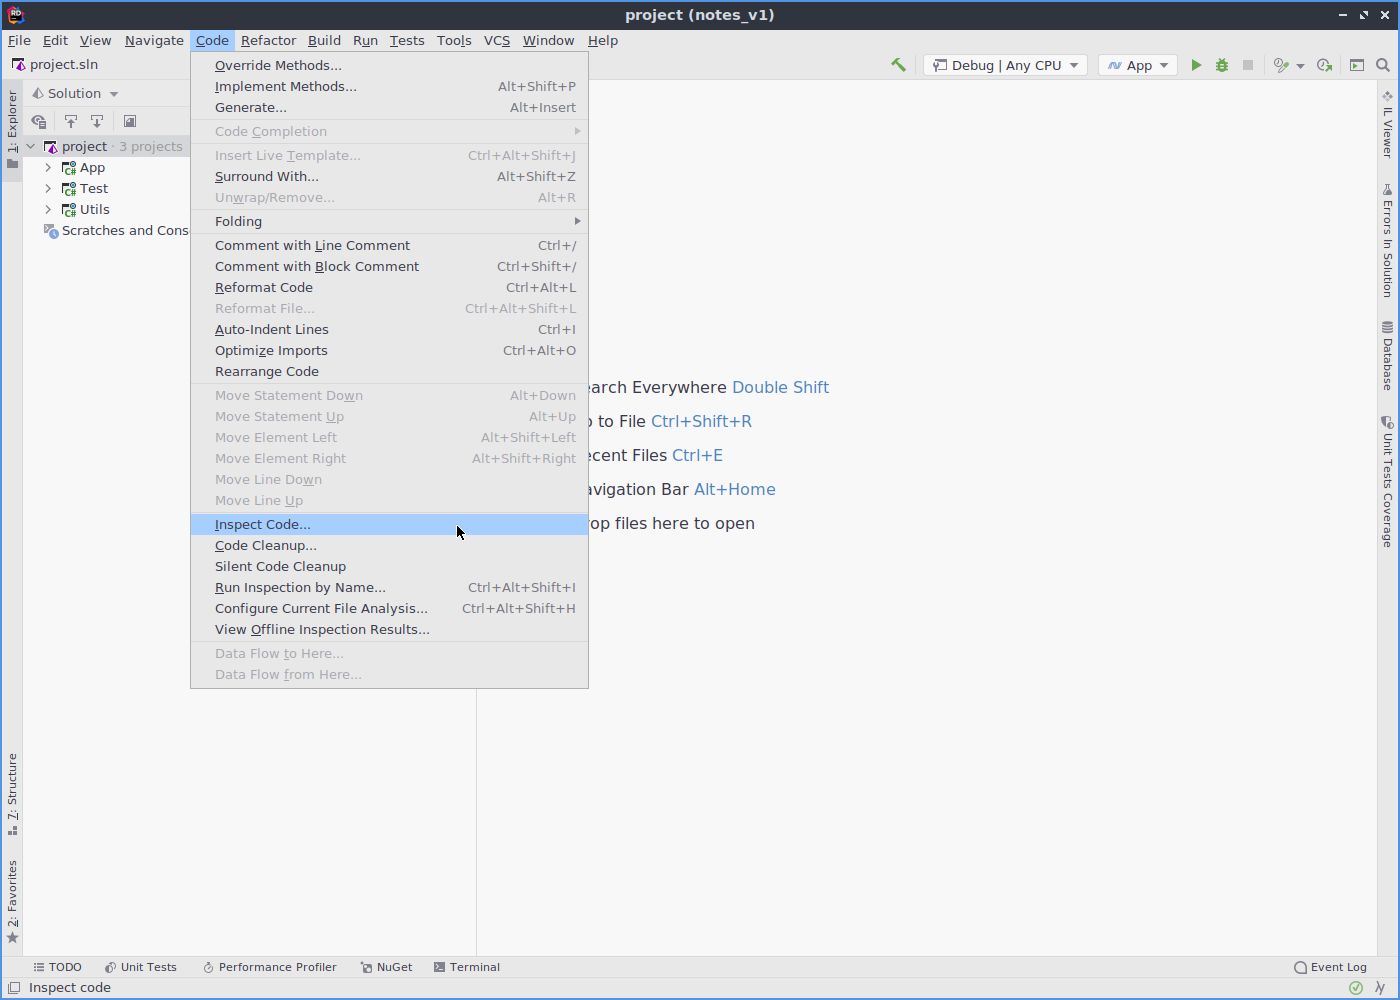 project (notes_v1)
File Edit View Navigate Code Refactor Build Run Tests Tools VCS Window Help
project.sln
Debug | Any CPU
App
1: Explorer
Solution
project · 3 projects
App
Test
Utils
Scratches and Cons
Override Methods...
Implement Methods... Alt+Shift+P
Generate... Alt+Insert
Code Completion
Insert Live Template... Ctrl+Alt+Shift+J
Surround With... Alt+Shift+Z
Unwrap/Remove... Alt+R
Folding
Comment with Line Comment Ctrl+/
Comment with Block Comment Ctrl+Shift+/
Reformat Code Ctrl+Alt+L
Reformat File... Ctrl+Alt+Shift+L
Auto-Indent Lines Ctrl+I
Optimize Imports Ctrl+Alt+O
Rearrange Code
Move Statement Down Alt+Down
Move Statement Up Alt+Up
Move Element Left Alt+Shift+Left
Move Element Right Alt+Shift+Right
Move Line Down
Move Line Up
Inspect Code...
Code Cleanup...
Silent Code Cleanup
Run Inspection by Name... Ctrl+Alt+Shift+I
Configure Current File Analysis... Ctrl+Alt+Shift+H
View Offline Inspection Results...
Data Flow to Here...
Data Flow from Here...
arch Everywhere Double Shift
o to File Ctrl+Shift+R
ecent Files Ctrl+E
avigation Bar Alt+Home
rop files here to open
IL Viewer
Errors In Solution
Database
Unit Tests Coverage
7: Structure
2: Favorites
TODO
Unit Tests
Performance Profiler
NuGet
Terminal
Event Log
Inspect code